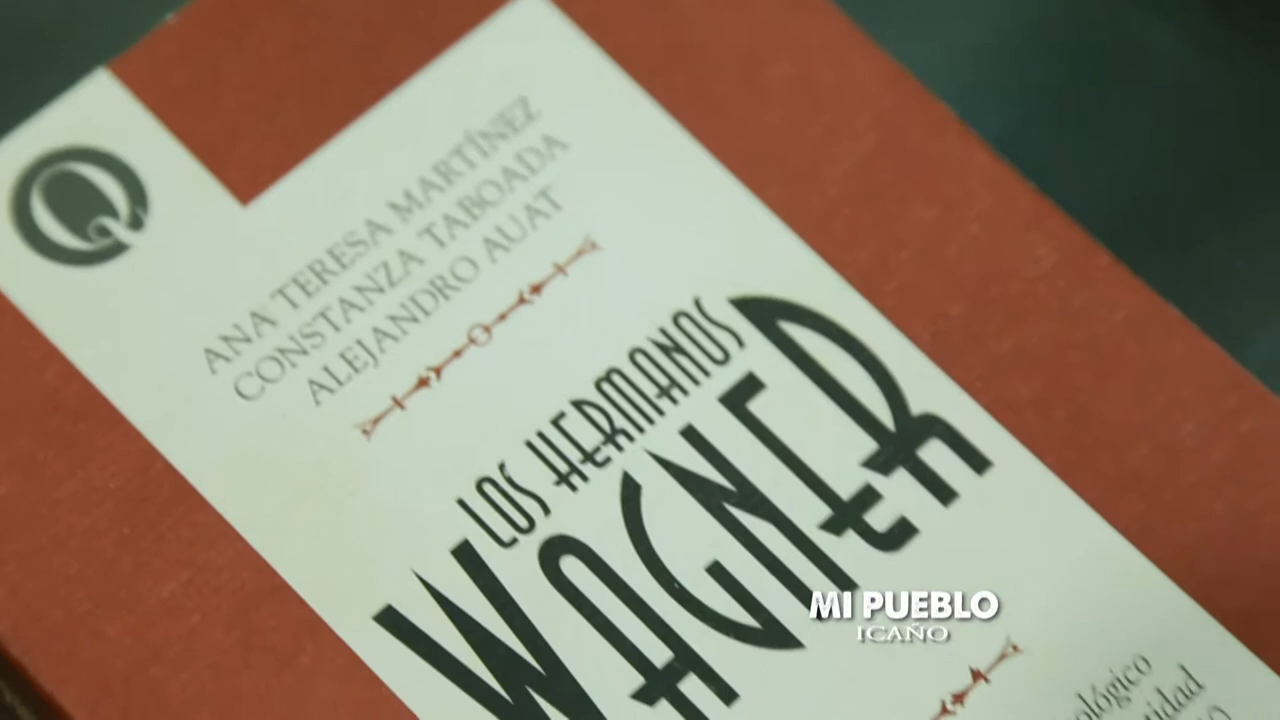 Q
ANA TERESA MARTÍNEZ
CONSTANZA TABOADA
ALEJANDRO AUAT
LOS HERMANOS
WAGNER
MI PUEBLO
ICAÑO